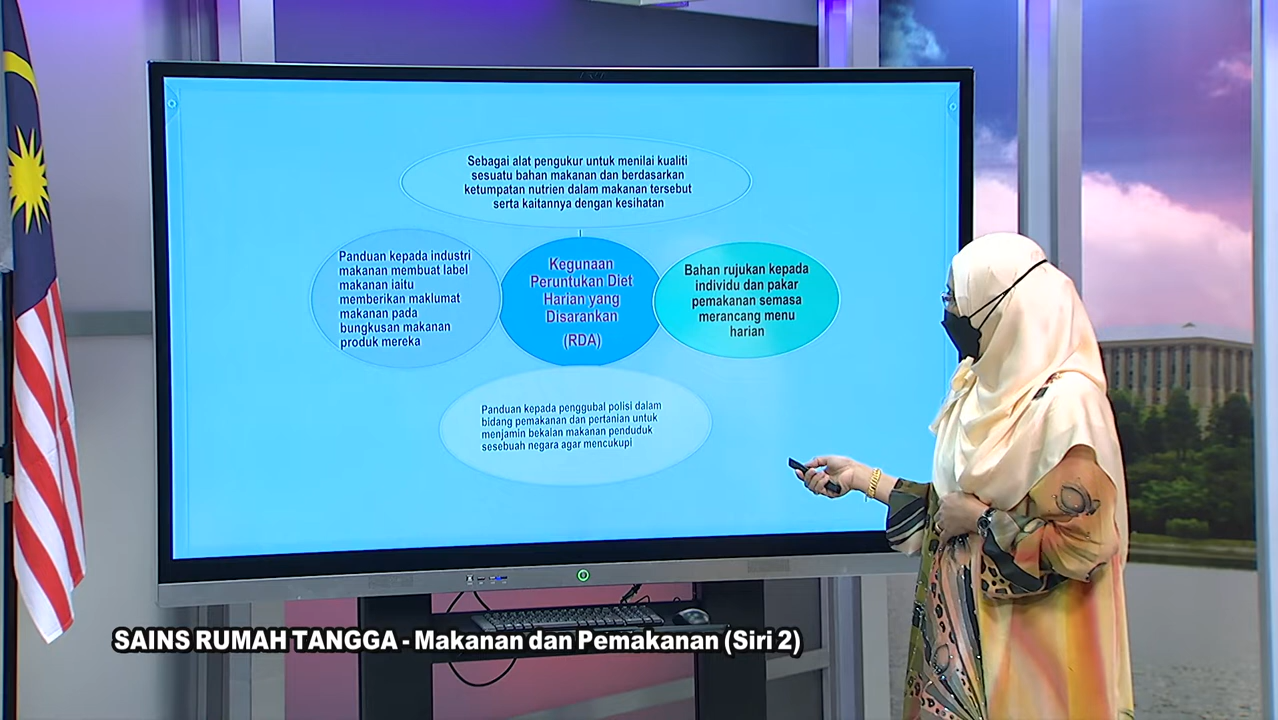 Sebagai alat pengukur untuk menilai kualiti
sesuatu bahan makanan dan berdasarkan
ketumpatan nutrien dalam makanan tersebut
serta kaitannya dengan kesihatan
Panduan kepada industri
makanan membuat label
makanan iaitu
memberikan maklumat
makanan pada
bungkusan makanan
produk mereka
Kegunaan
Peruntukan Diet
Harian yang
Disarankan
(RDA)
Bahan rujukan kepada
individu dan pakar
pemakanan semasa
merancang menu
harian
Panduan kepada penggubal polisi dalam
bidang pemakanan dan pertanian untuk
menjamin bekalan makanan penduduk
sesebuah negara agar mencukupi
SAINS RUMAH TANGGA - Makanan dan Pemakanan (Siri 2)